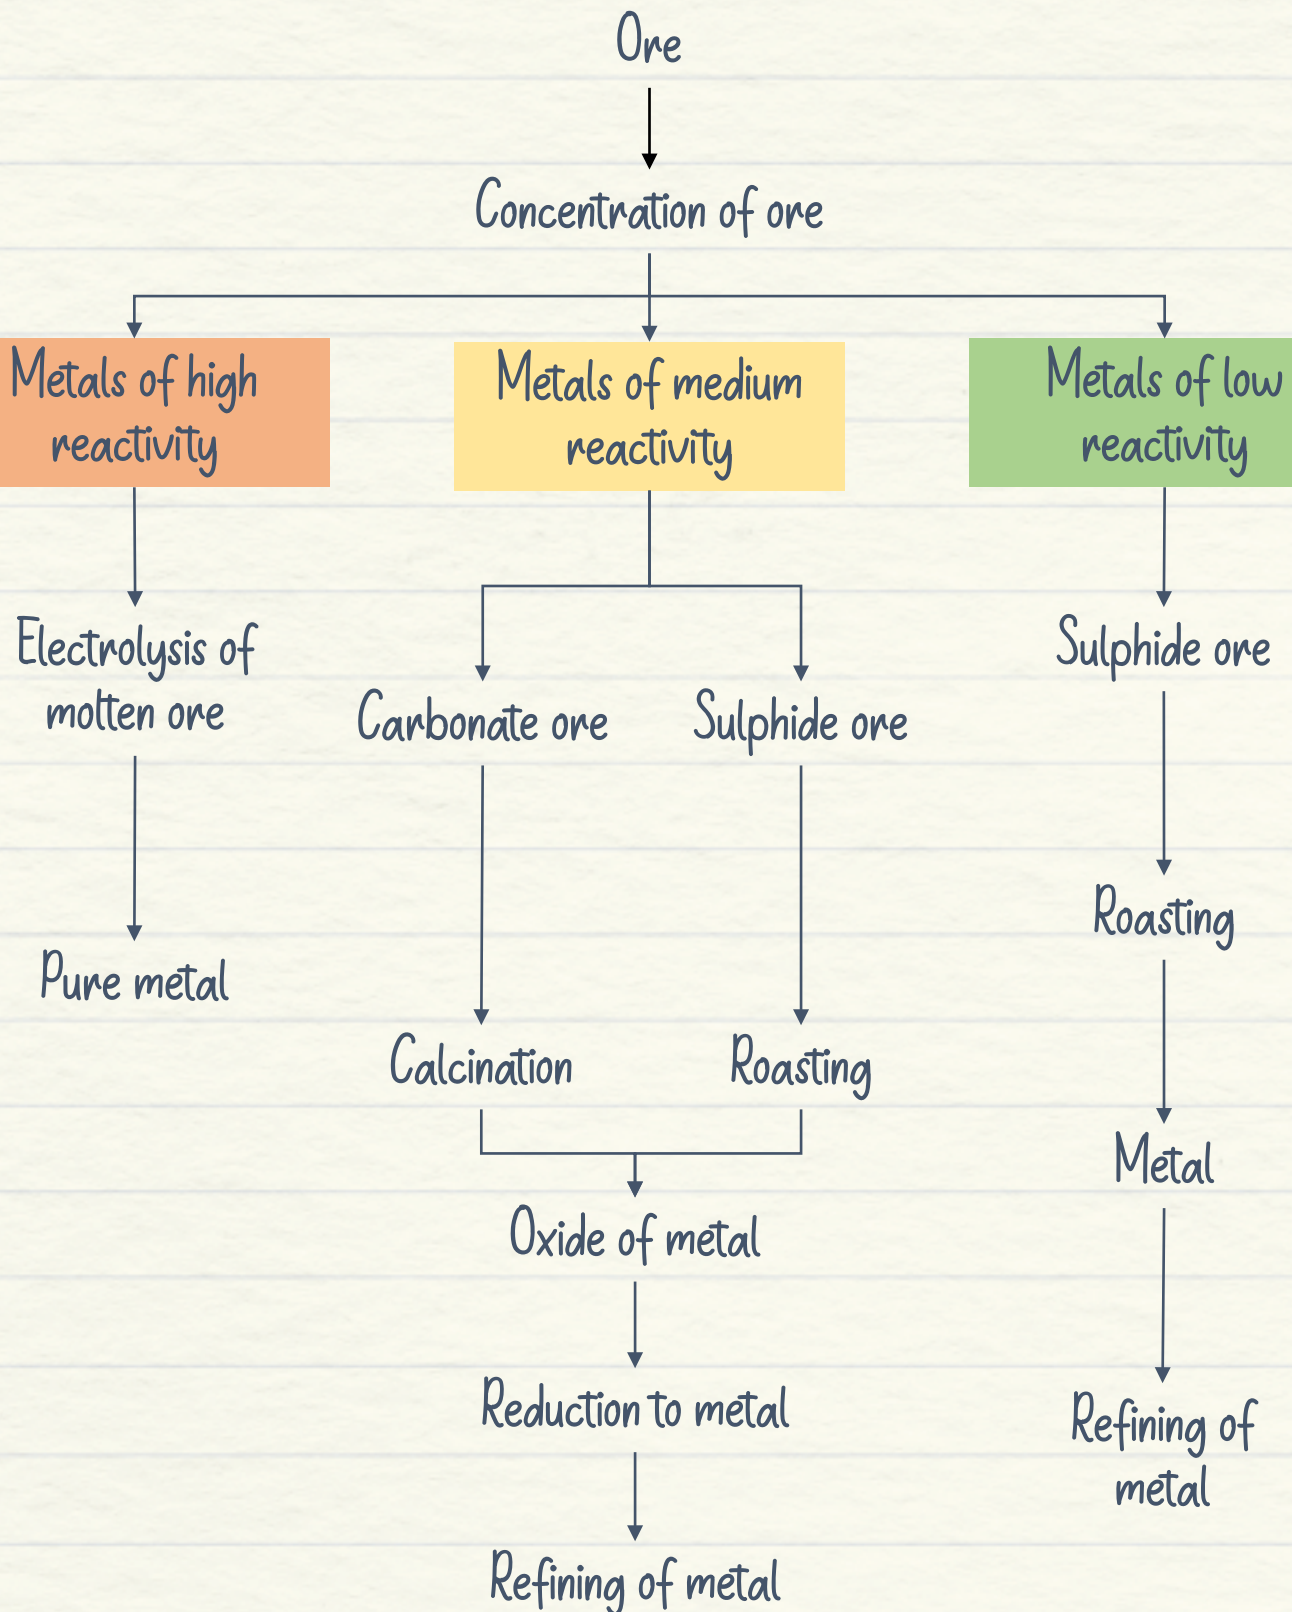 Ore
Concentration of ore
Metals of high
reactivity
Metals of medium
reactivity
Metals of low
reactivity
Electrolysis of
molten ore
Pure metal
Carbonate ore
Sulphide ore
Calcination
Roasting
Oxide of metal
Reduction to metal
Refining of metal
Sulphide ore
Roasting
Metal
Refining of
metal